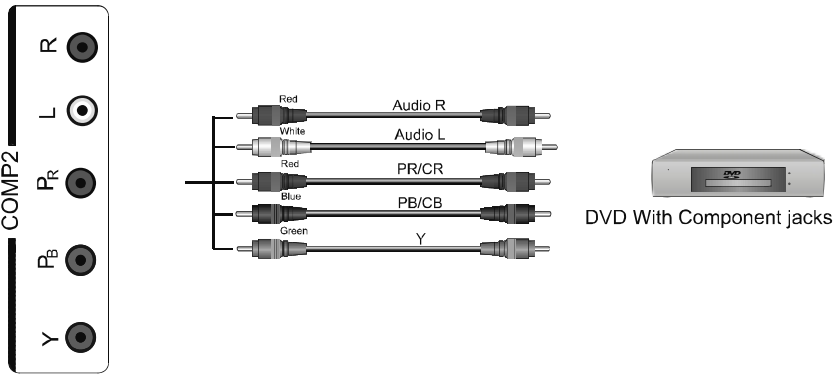 COMP2
R
L
PR
PB
Y
Red
Audio R
White
Audio L
Red
PR/CR
Blue
PB/CB
Green
Y
DVD
DVD With Component jacks